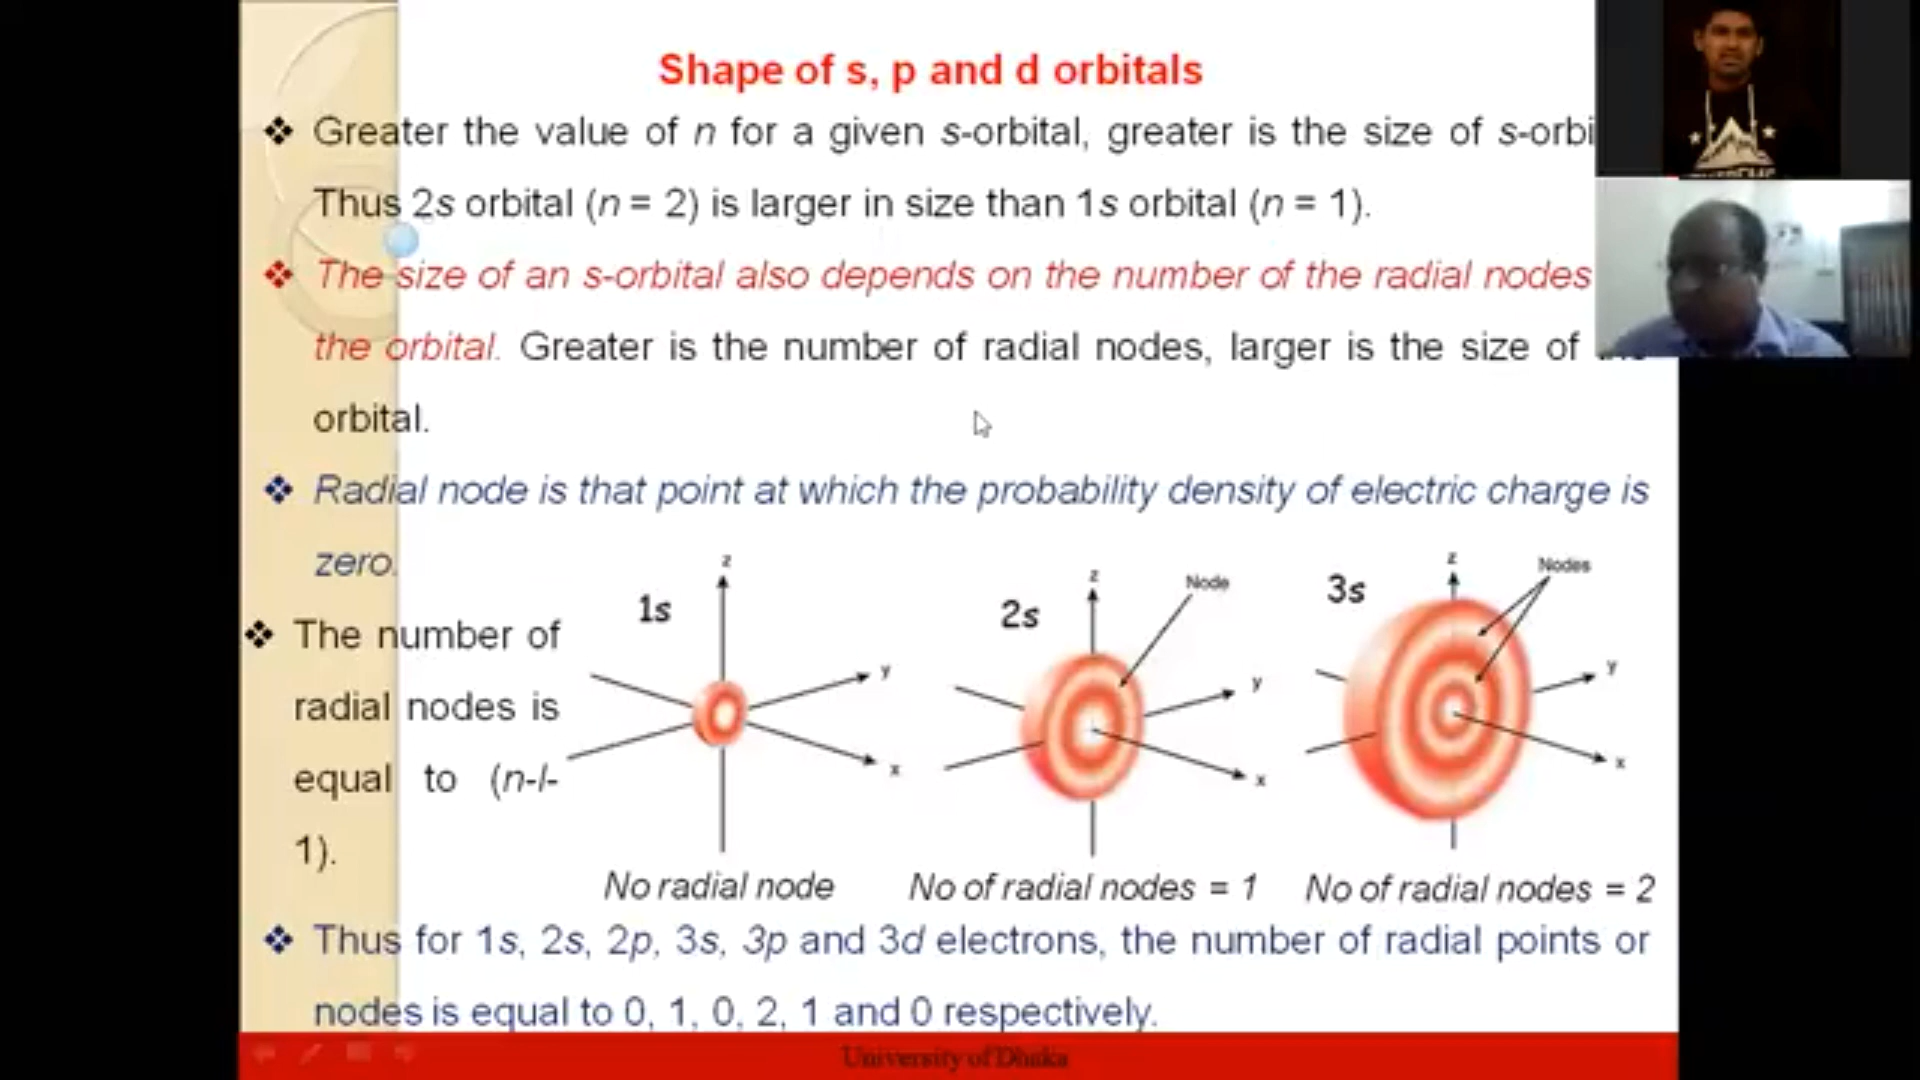 Shape of s, p and d orbitals
❖ Greater the value of n for a given s-orbital, greater is the size of s-orbi
Thus 2s orbital (n = 2) is larger in size than 1s orbital (n = 1).
❖ The size of an s-orbital also depends on the number of the radial nodes
the orbital. Greater is the number of radial nodes, larger is the size of
orbital.
❖ Radial node is that point at which the probability density of electric charge is
zero.
❖ The number of
radial nodes is
equal to (n-l-
1).
1s
z
y
x
2s
z
Node
y
x
3s
z
Nodes
y
x
No radial node
No of radial nodes = 1
No of radial nodes = 2
❖ Thus for 1s, 2s, 2p, 3s, 3p and 3d electrons, the number of radial points or
nodes is equal to 0, 1, 0, 2, 1 and 0 respectively.
University of Dhaka